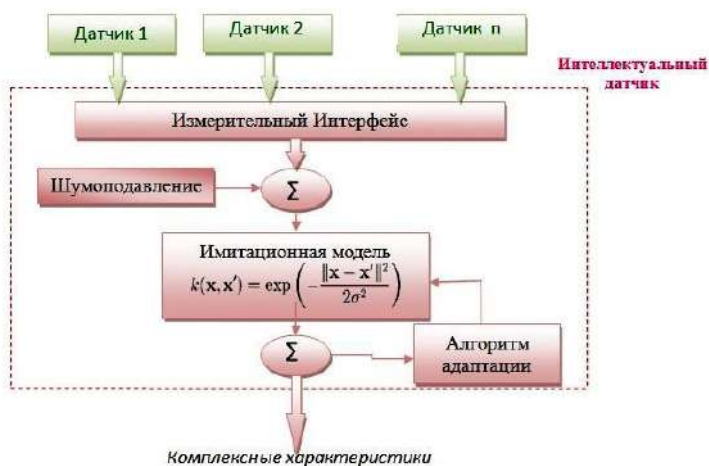 Датчик 1
Датчик 2
Датчик n
Интеллектуальный
датчик
Измерительный Интерфейс
Шумоподавление
Σ
Имитационная модель
k(x, x′) = exp(−‖x − x′‖²/2σ²)
Σ
Алгоритм
адаптации
Комплексные характеристики